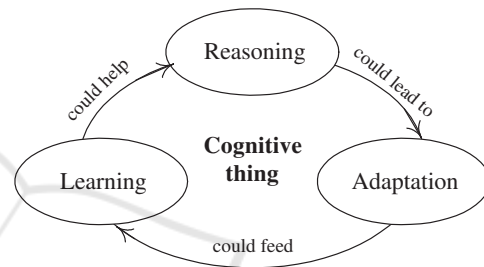 Reasoning
could help
could lead to
Cognitive
thing
Learning
Adaptation
could feed